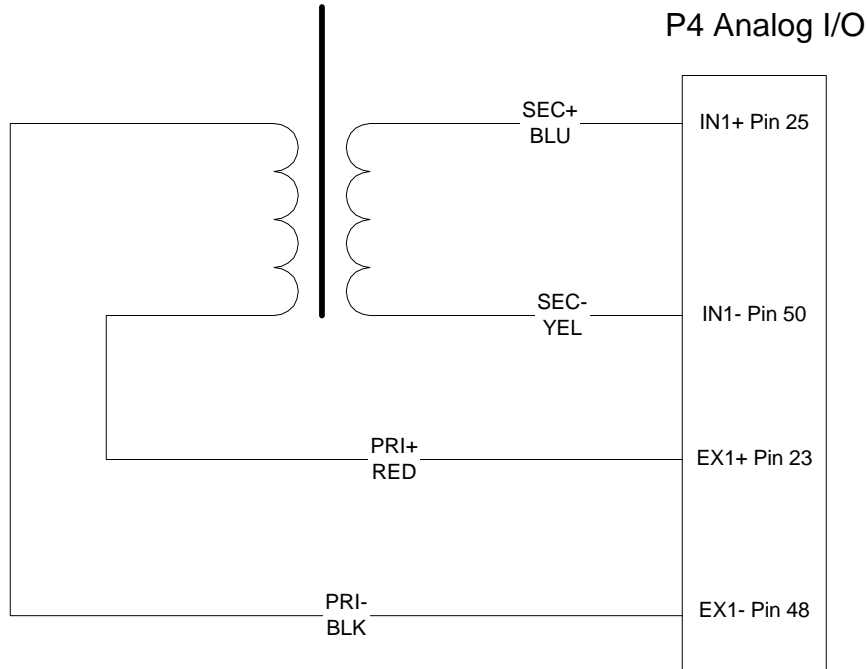 P4 Analog I/O
SEC+
BLU
IN1+ Pin 25
SEC-
YEL
IN1- Pin 50
PRI+
RED
EX1+ Pin 23
PRI-
BLK
EX1- Pin 48